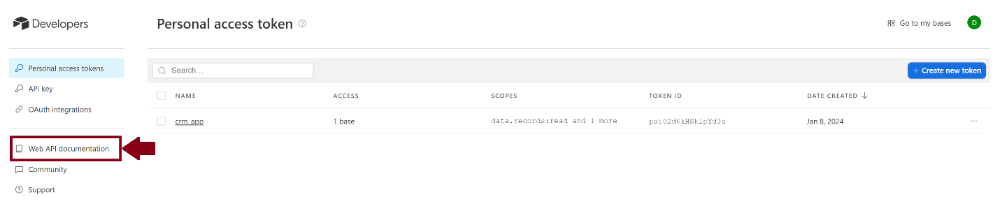 Developers
Personal access token
Go to my bases
D
Personal access tokens
API key
OAuth integrations
Web API documentation
Community
Support
Search...
+ Create new token
NAME ACCESS SCOPES TOKEN ID DATE CREATED
crm_app 1 base data.records:read and 1 more pat02d6kHSklpYd3a Jan 8, 2024